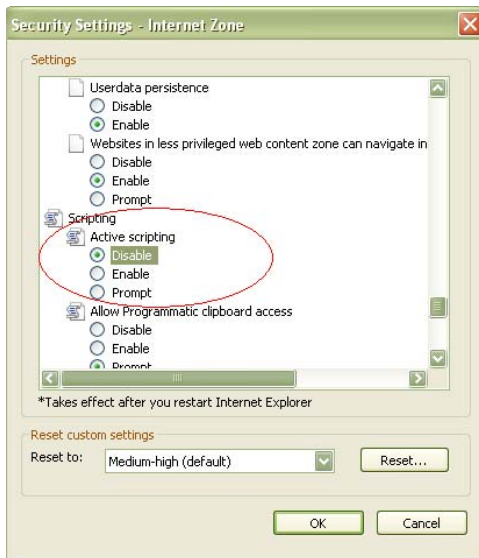 Security Settings - Internet Zone
Settings
Userdata persistence
Disable
Enable
Websites in less privileged web content zone can navigate in
Disable
Enable
Prompt
Scripting
Active scripting
Disable
Enable
Prompt
Allow Programmatic clipboard access
Disable
Enable
Prompt
*Takes effect after you restart Internet Explorer
Reset custom settings
Reset to: Medium-high (default) Reset...
OK Cancel